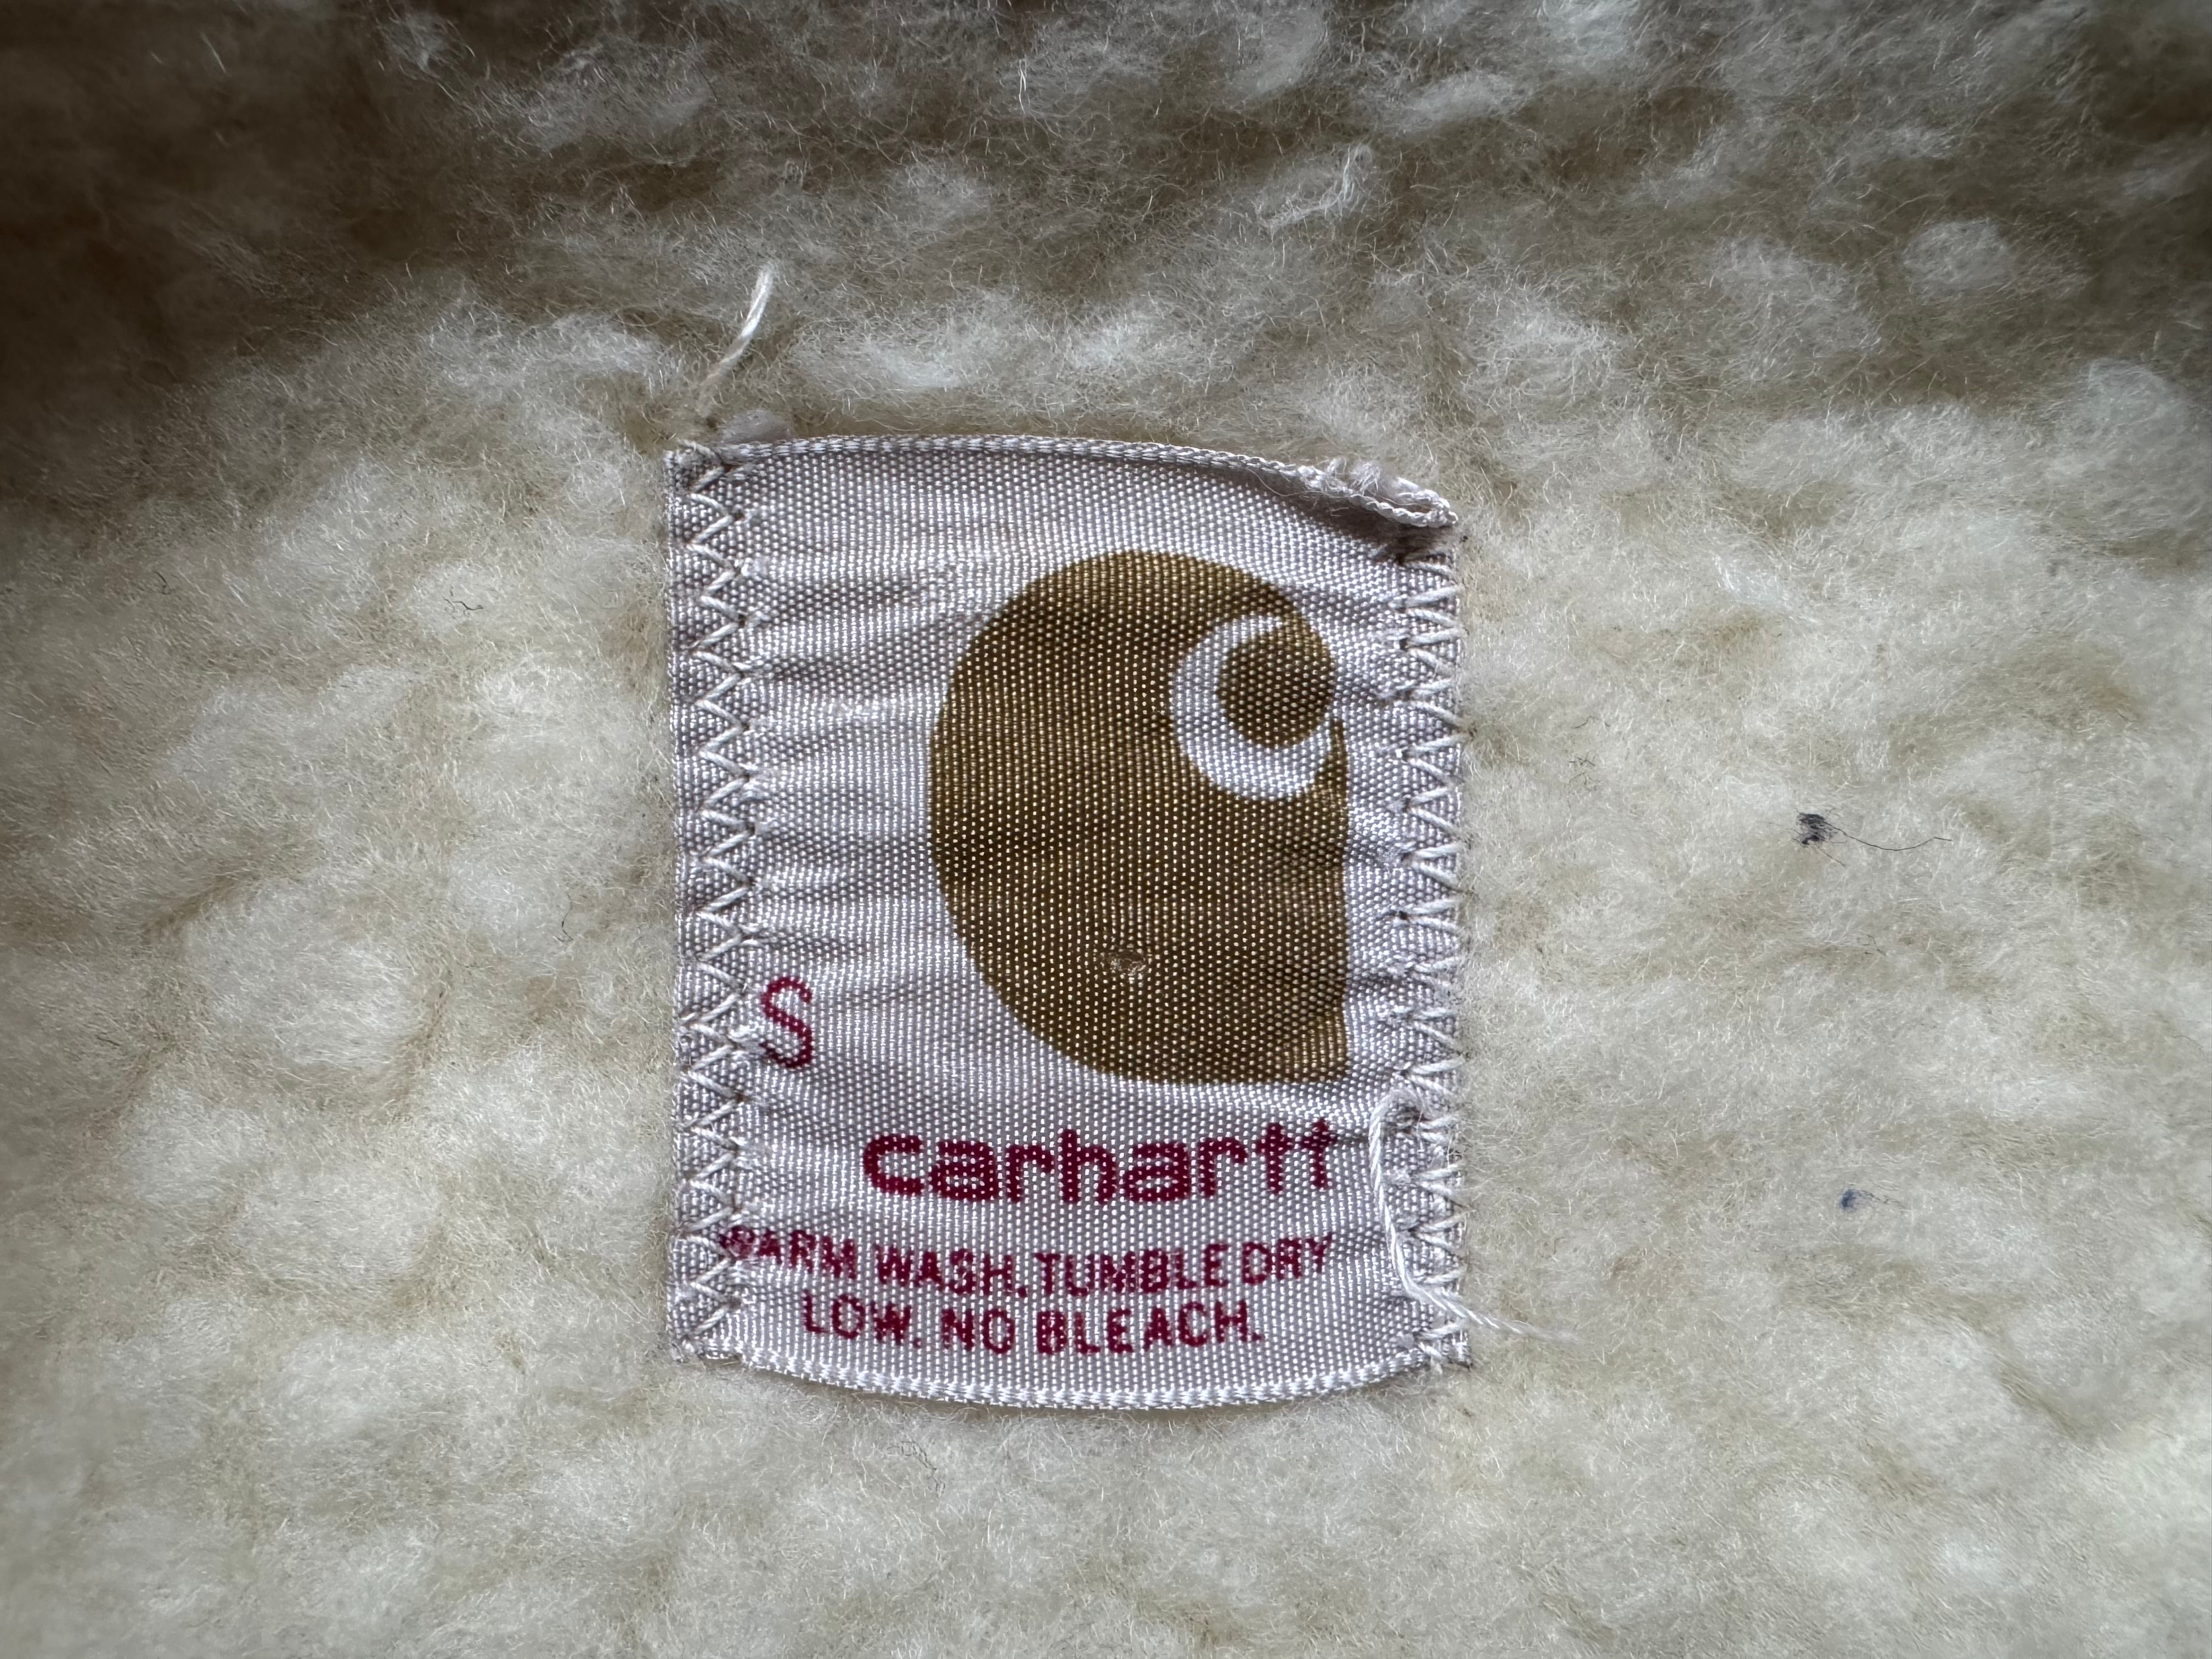 S
carhartt
WARM WASH. TUMBLE DRY
LOW. NO BLEACH.